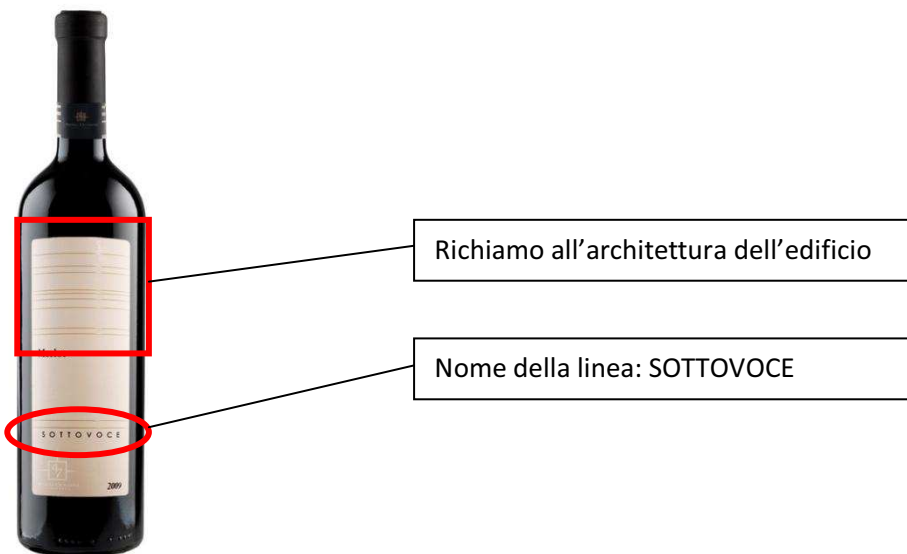 Richiamo all’architettura dell’edificio
Nome della linea: SOTTOVOCE
SOTTOVOCE
2009